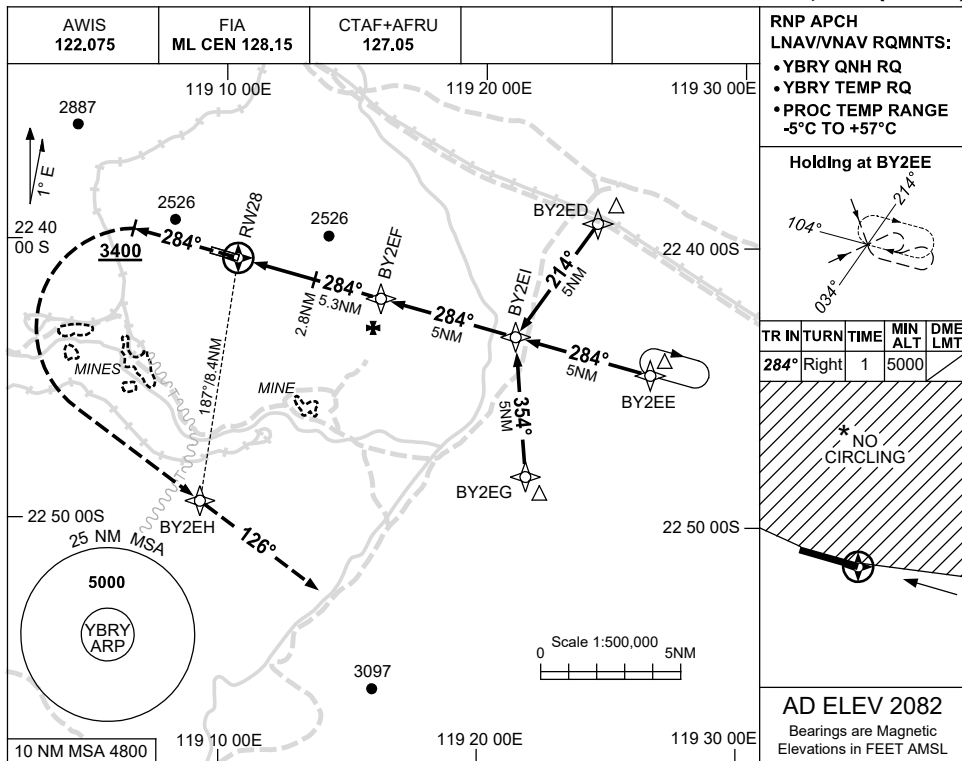 AWIS
122.075
FIA
ML CEN 128.15
CTAF+AFRU
127.05
RNP APCH
LNAV/VNAV RQMNTS:
• YBRY QNH RQ
• YBRY TEMP RQ
• PROC TEMP RANGE
-5°C TO +57°C
119 10 00E
119 20 00E
119 30 00E
2887
1° E
2526
2526
RW28
BY2EF
BY2ED
22 40
00 S
22 40 00S
284°
3400
284°
5.3NM
2.8NM
284°
5NM
BY2EI
214°
5NM
284°
5NM
BY2EE
MINES
187°/8.4NM
MINE
354°
5NM
BY2EG
22 50 00S
22 50 00S
BY2EH
126°
25 NM MSA
5000
YBRY
ARP
Scale 1:500,000
0
5NM
3097
10 NM MSA 4800
119 10 00E
119 20 00E
119 30 00E
Holding at BY2EE
214°
104°
034°
TR IN TURN TIME MIN ALT DME LMT
284° Right 1 5000
* NO
CIRCLING
AD ELEV 2082
Bearings are Magnetic
Elevations in FEET AMSL